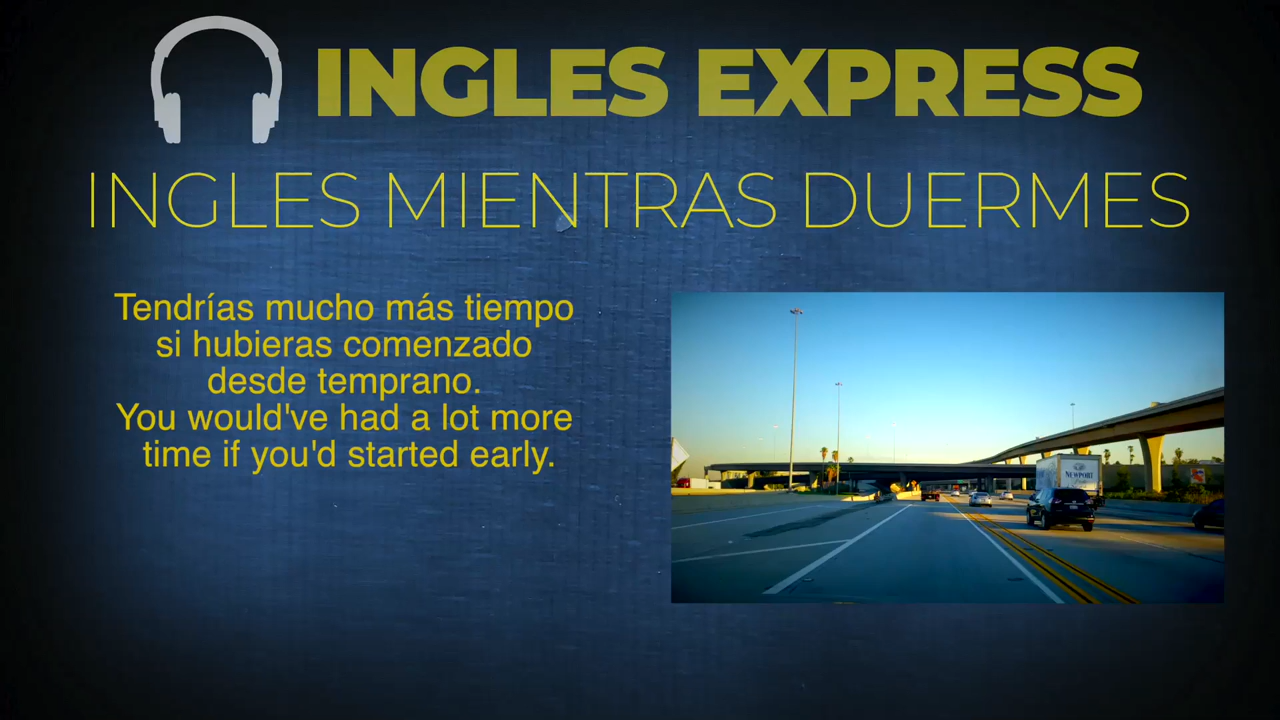 INGLES EXPRESS
INGLES MIENTRAS DUERMES
Tendrías mucho más tiempo
si hubieras comenzado
desde temprano.
You would've had a lot more
time if you'd started early.
NEWPORT